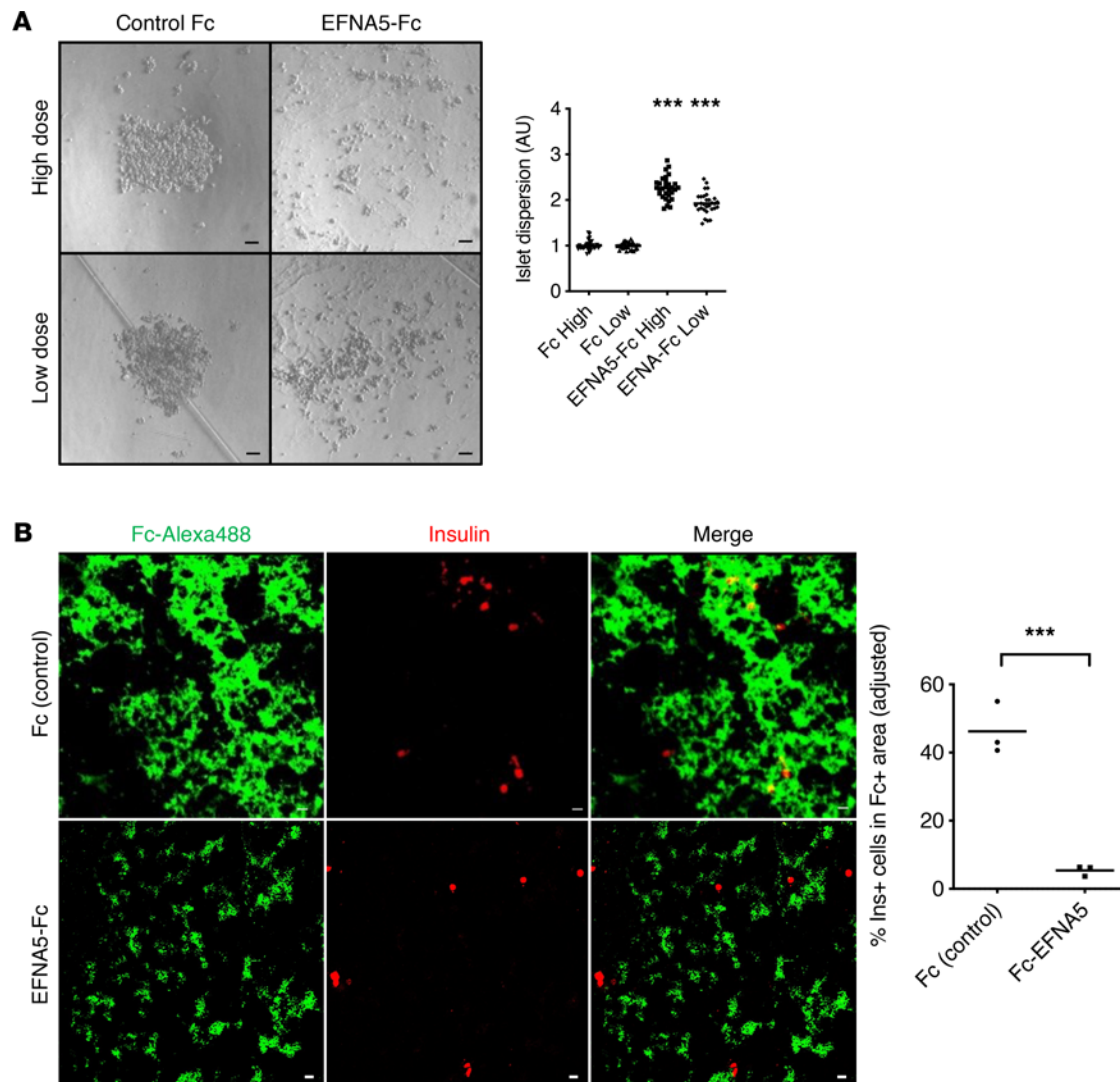 A
Control Fc
EFNA5-Fc
High dose
Low dose
Islet dispersion (AU)
4
3
2
1
0
*** ***
Fc High
Fc Low
EFNA5-Fc High
EFNA-Fc Low
B
Fc-Alexa488
Insulin
Merge
Fc (control)
EFNA5-Fc
% Ins+ cells in Fc+ area (adjusted)
60
40
20
0
***
Fc (control)
Fc-EFNA5